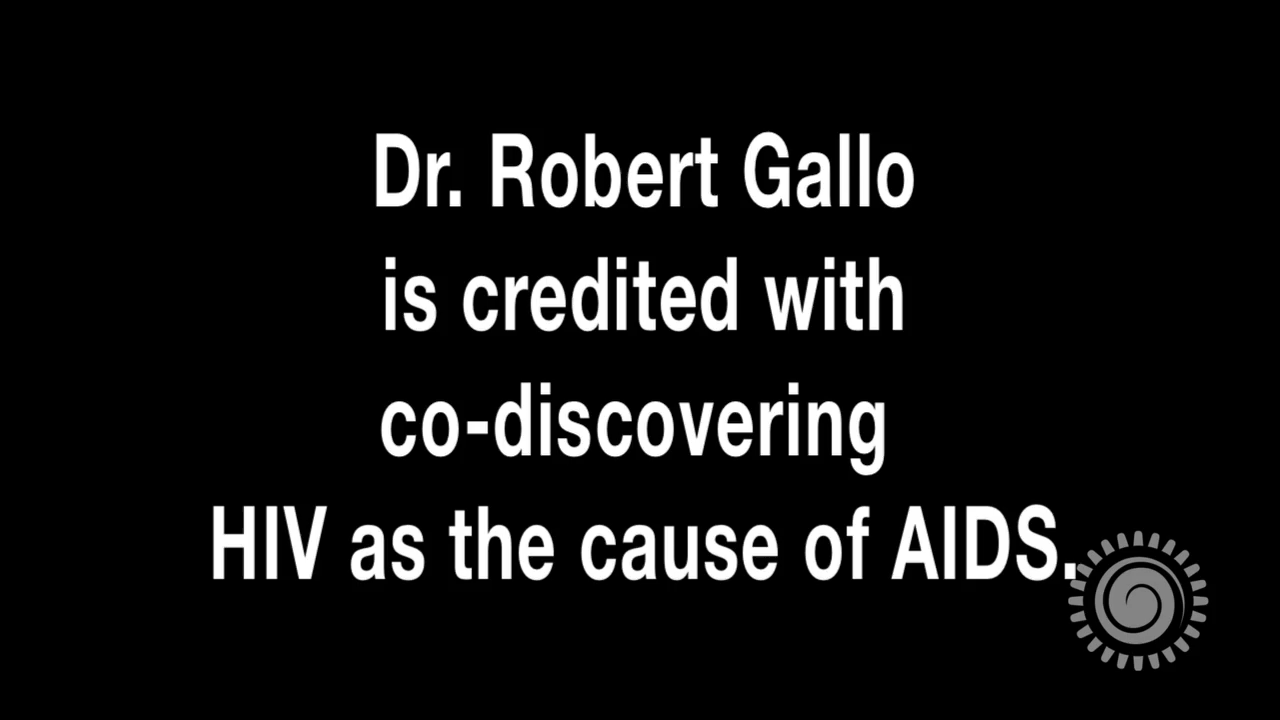 Dr. Robert Gallo
is credited with
co-discovering
HIV as the cause of AIDS.